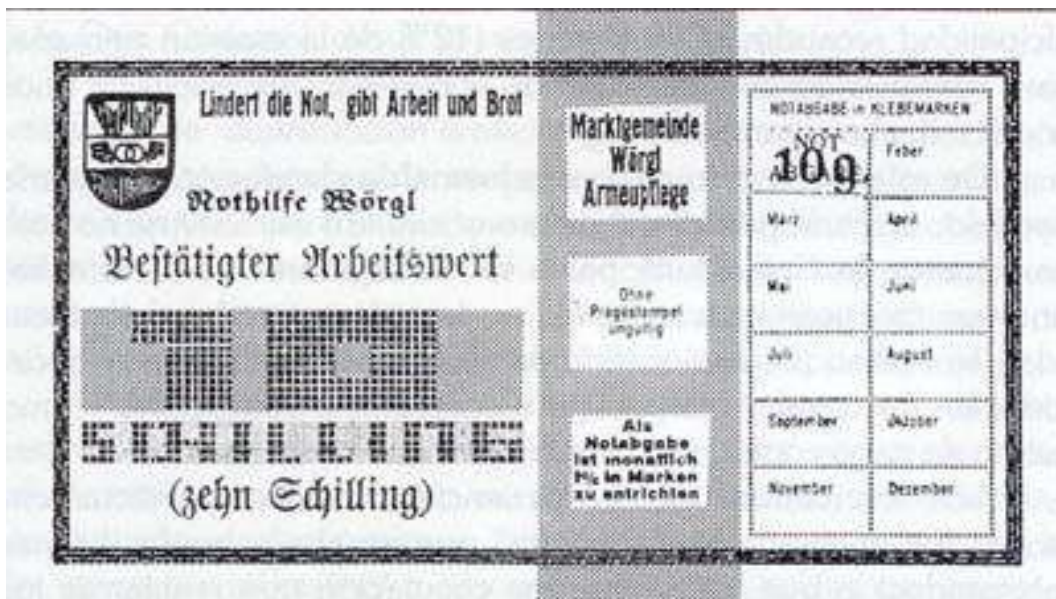 Lindert die Not, gibt Arbeit und Brot
Nothilfe Wörgl
Bestätigter Arbeitswert
10
SCHILLING
(zehn Schilling)
Marktgemeinde
Wörgl
Armenpflege
Ohne
Prägestempel
ungültig
Als
Notabgabe
ist monatlich
1% in Marken
zu entrichten
NOTABGABE in KLEBEMARKEN
NOT
10g
ABGABE
Feber
März
April
Mai
Juni
Juli
August
September
Oktober
November
Dezember